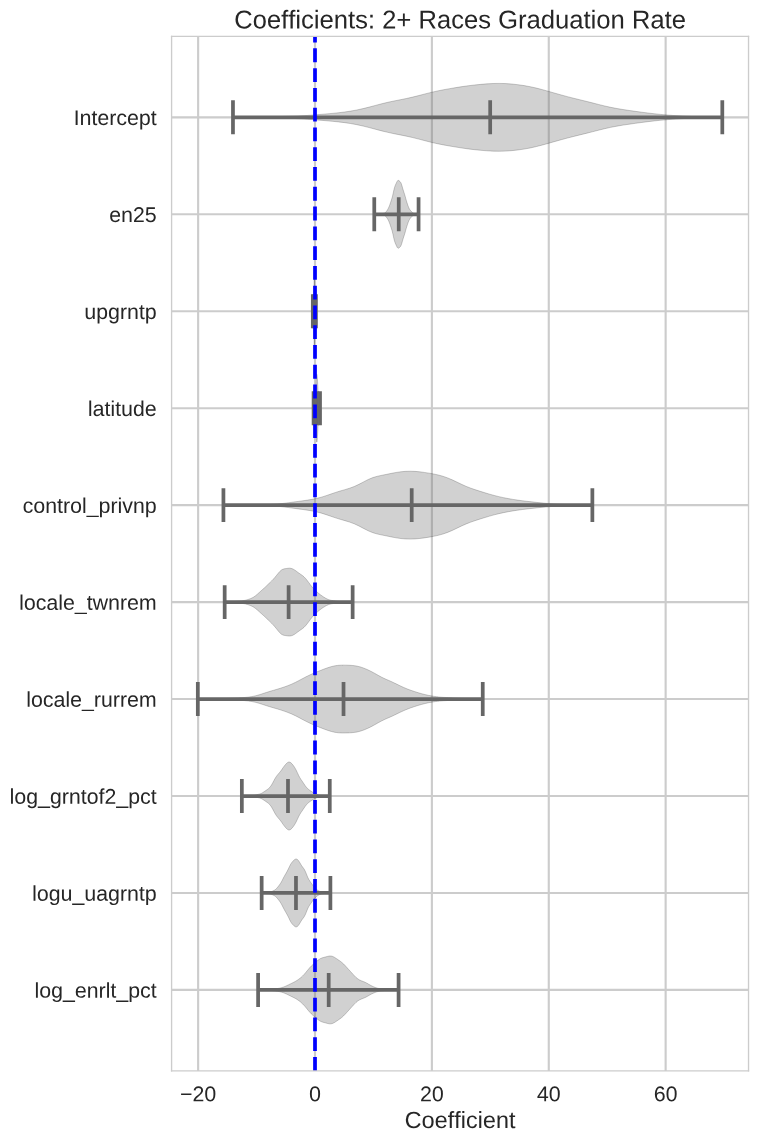 Coefficients: 2+ Races Graduation Rate
Intercept
en25
upgrntp
latitude
control_privnp
locale_twnrem
locale_rurrem
log_grntof2_pct
logu_uagrntp
log_enrlt_pct
−20 0 20 40 60
Coefficient